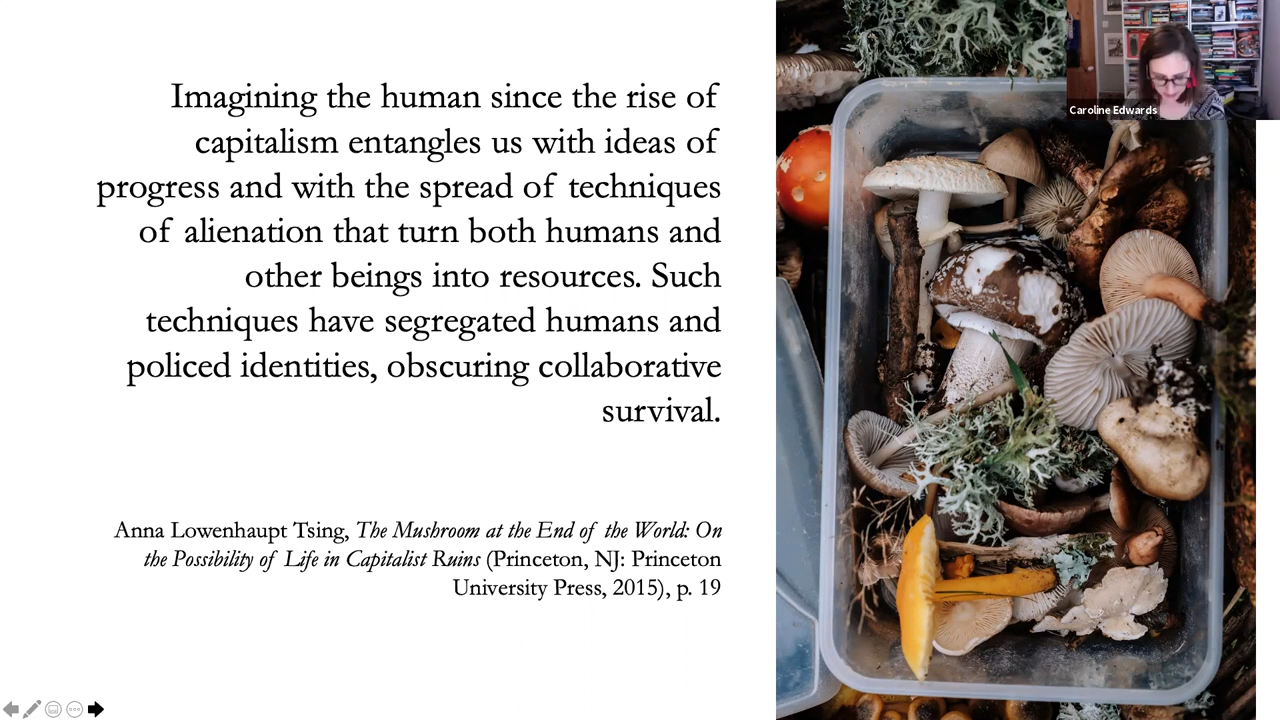 Imagining the human since the rise of
capitalism entangles us with ideas of
progress and with the spread of techniques
of alienation that turn both humans and
other beings into resources. Such
techniques have segregated humans and
policed identities, obscuring collaborative
survival.
Anna Lowenhaupt Tsing, The Mushroom at the End of the World: On
the Possibility of Life in Capitalist Ruins (Princeton, NJ: Princeton
University Press, 2015), p. 19
Caroline Edwards